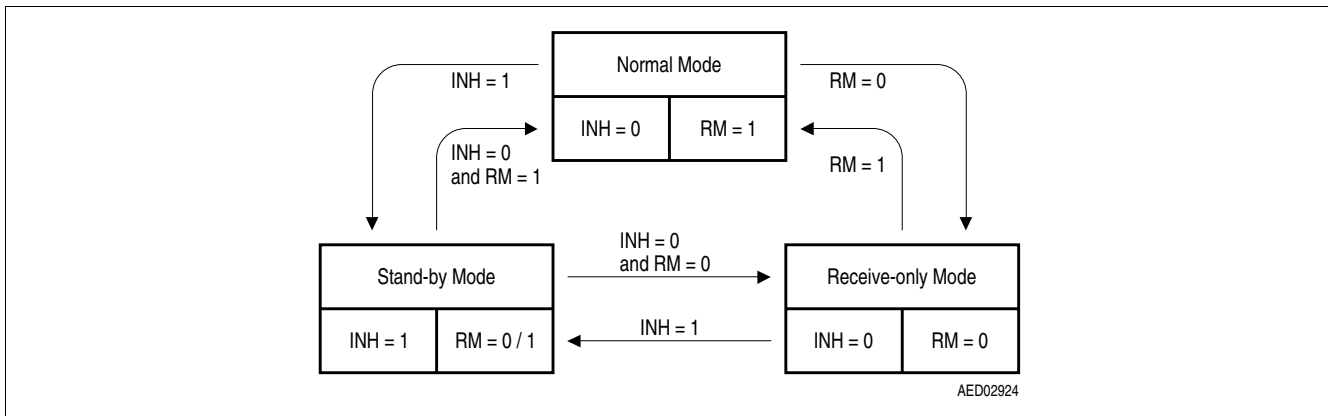 Normal Mode
INH = 1
RM = 0
INH = 0
RM = 1
INH = 0
and RM = 1
RM = 1
INH = 0
and RM = 0
Stand-by Mode
Receive-only Mode
INH = 1
INH = 1
RM = 0 / 1
INH = 0
RM = 0
AED02924